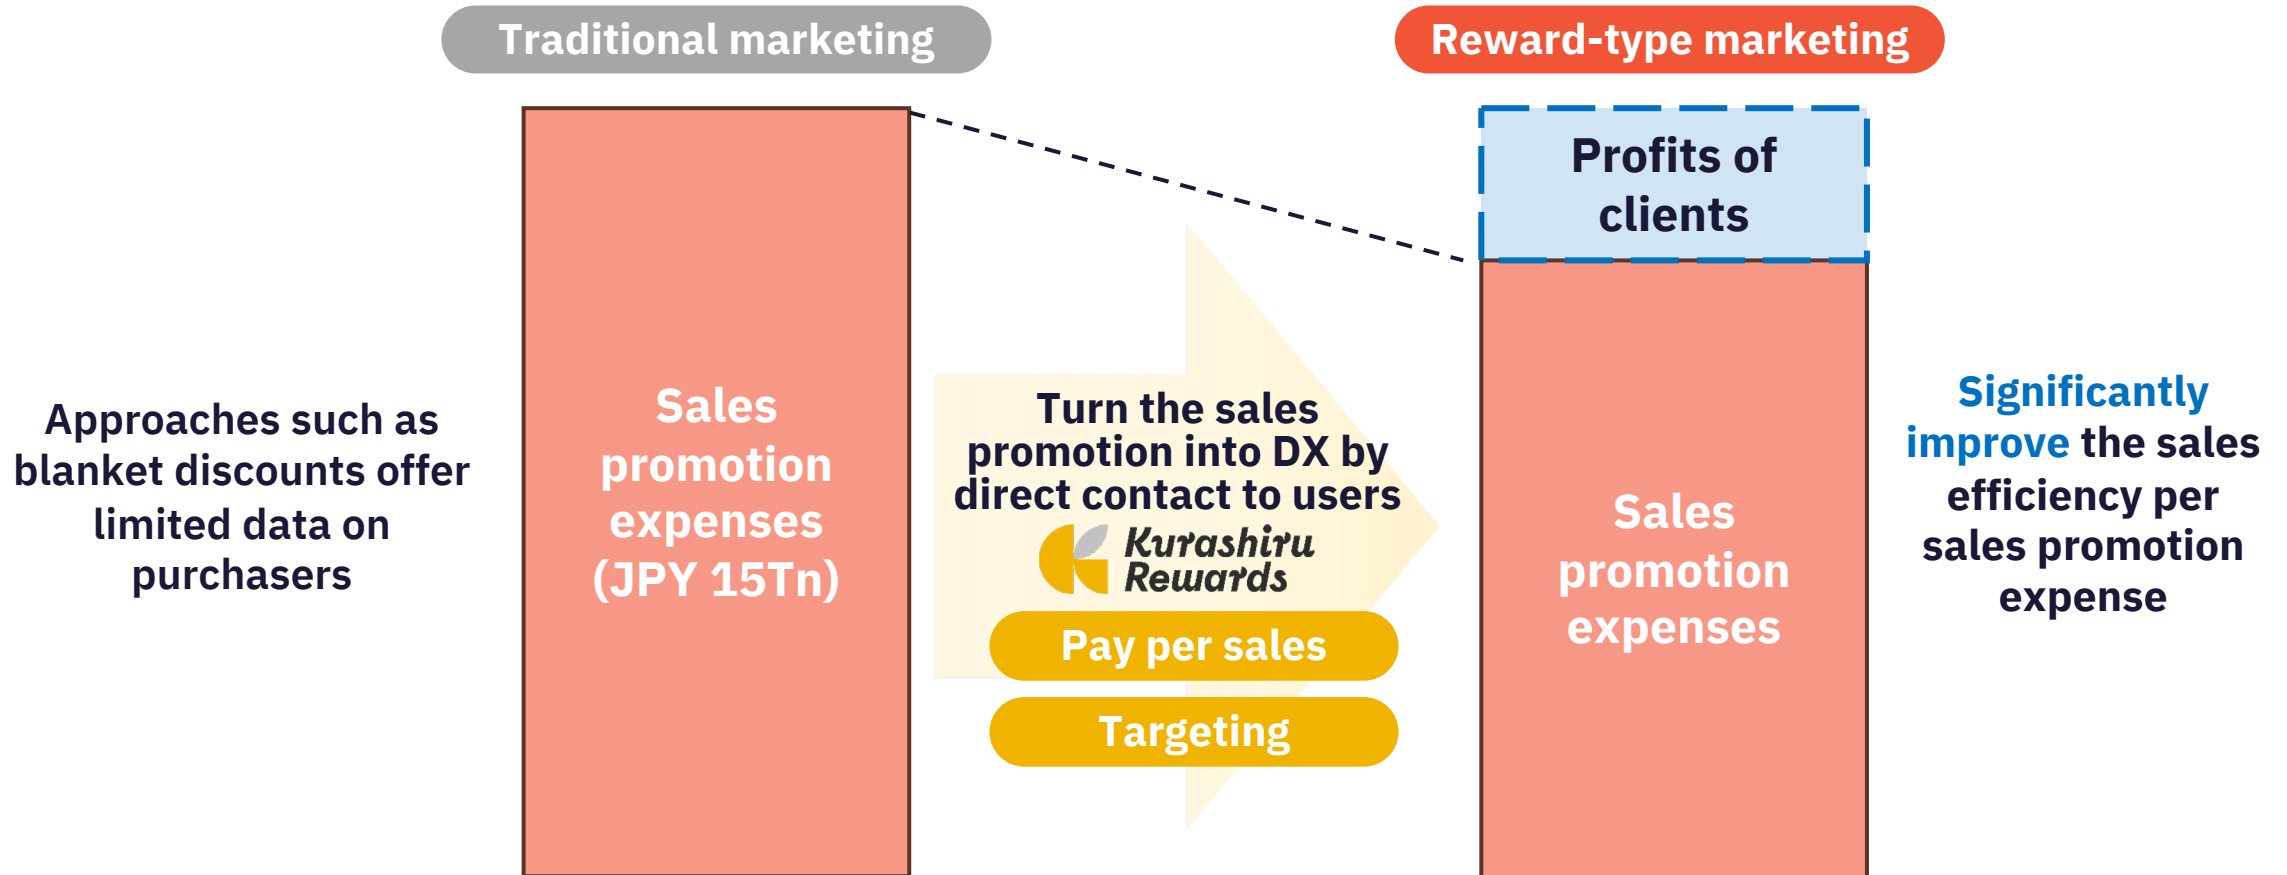 Traditional marketing
Reward-type marketing
Approaches such as
blanket discounts offer
limited data on
purchasers
Sales
promotion
expenses
(JPY 15Tn)
Turn the sales
promotion into DX by
direct contact to users
Kurashiru
Rewards
Pay per sales
Targeting
Profits of
clients
Sales
promotion
expenses
Significantly
improve the sales
efficiency per
sales promotion
expense